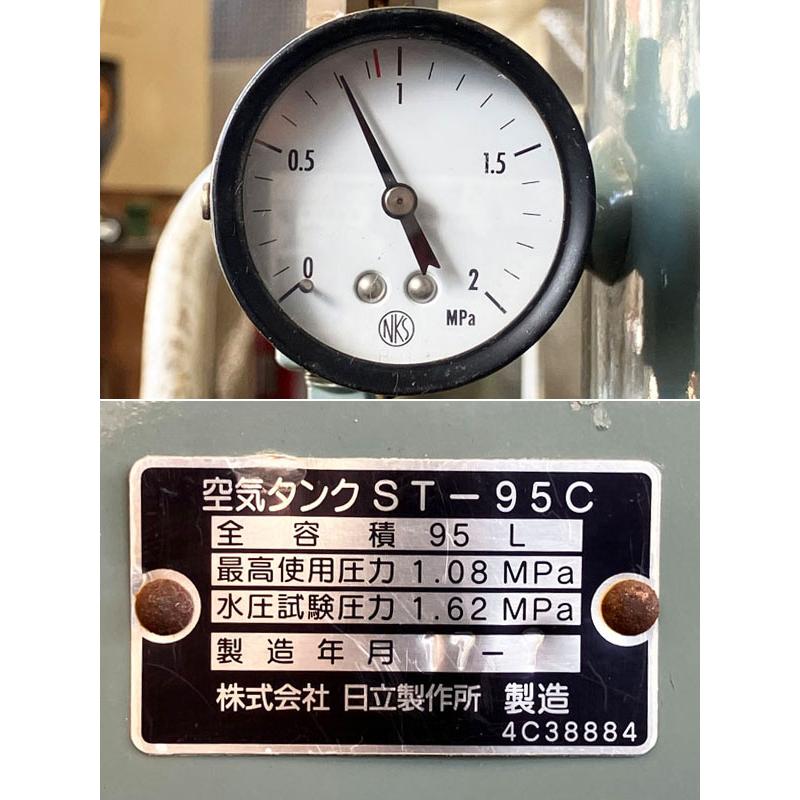 1
0.5
1.5
0
2
MPa
NKS
空気タンク ST-95C
全容積 95 L
最高使用圧力 1.08 MPa
水圧試験圧力 1.62 MPa
製造年月 -
株式会社 日立製作所 製造
4C38884